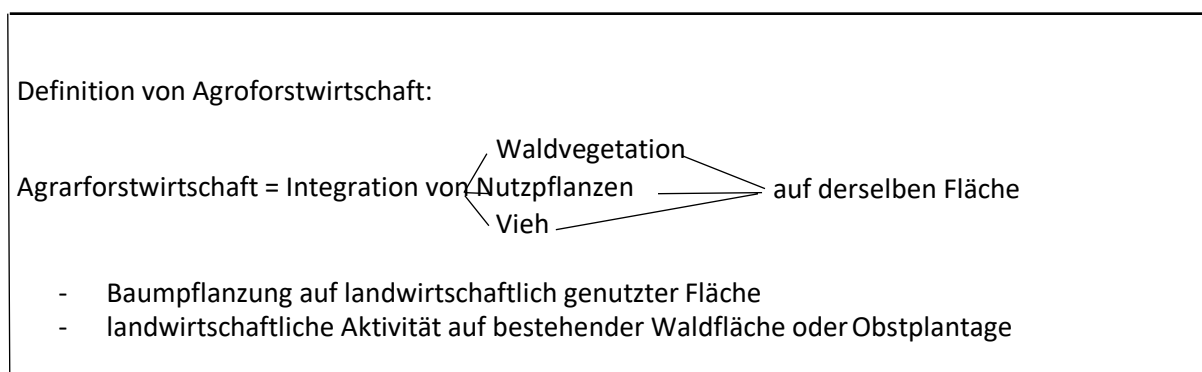 Definition von Agroforstwirtschaft:
Waldvegetation
Agrarforstwirtschaft = Integration von Nutzpflanzen auf derselben Fläche
Vieh
- Baumpflanzung auf landwirtschaftlich genutzter Fläche
- landwirtschaftliche Aktivität auf bestehender Waldfläche oder Obstplantage